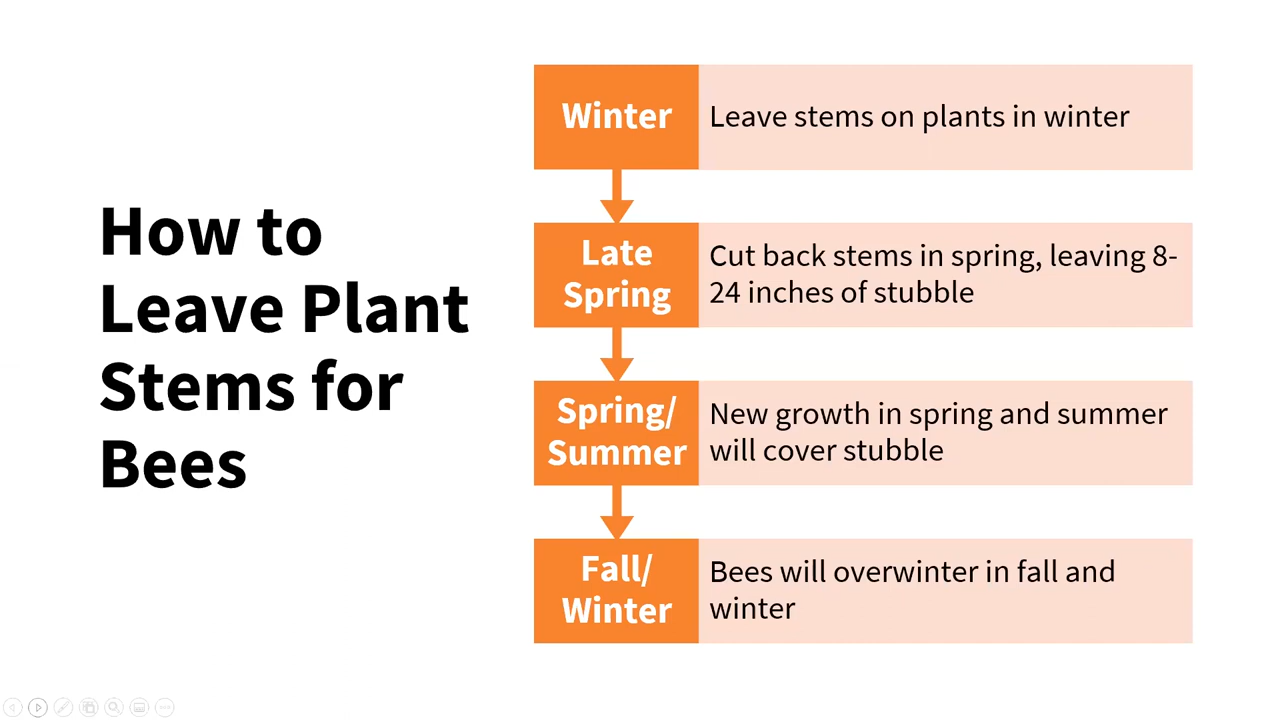 How to
Leave Plant
Stems for
Bees
Winter
Leave stems on plants in winter
Late
Spring
Cut back stems in spring, leaving 8-
24 inches of stubble
Spring/
Summer
New growth in spring and summer
will cover stubble
Fall/
Winter
Bees will overwinter in fall and
winter